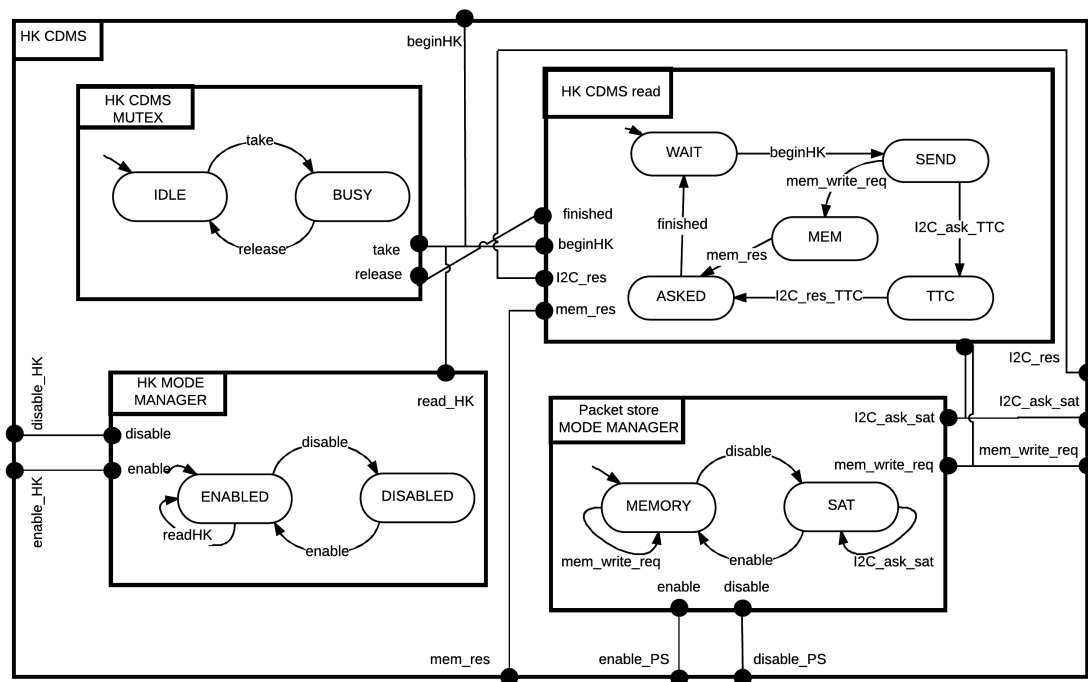 HK CDMS
beginHK
HK CDMS
MUTEX
take
IDLE
BUSY
release
take
release
HK CDMS read
WAIT
beginHK
SEND
mem_write_req
I2C_ask_TTC
finished
MEM
mem_res
ASKED
I2C_res_TTC
TTC
finished
beginHK
I2C_res
mem_res
disable_HK
enable_HK
HK MODE
MANAGER
read_HK
disable
enable
disable
ENABLED
DISABLED
readHK
enable
Packet store
MODE MANAGER
I2C_ask_sat
mem_write_req
disable
MEMORY
SAT
mem_write_req
enable
I2C_ask_sat
enable
disable
I2C_res
I2C_ask_sat
mem_write_req
mem_res
enable_PS
disable_PS